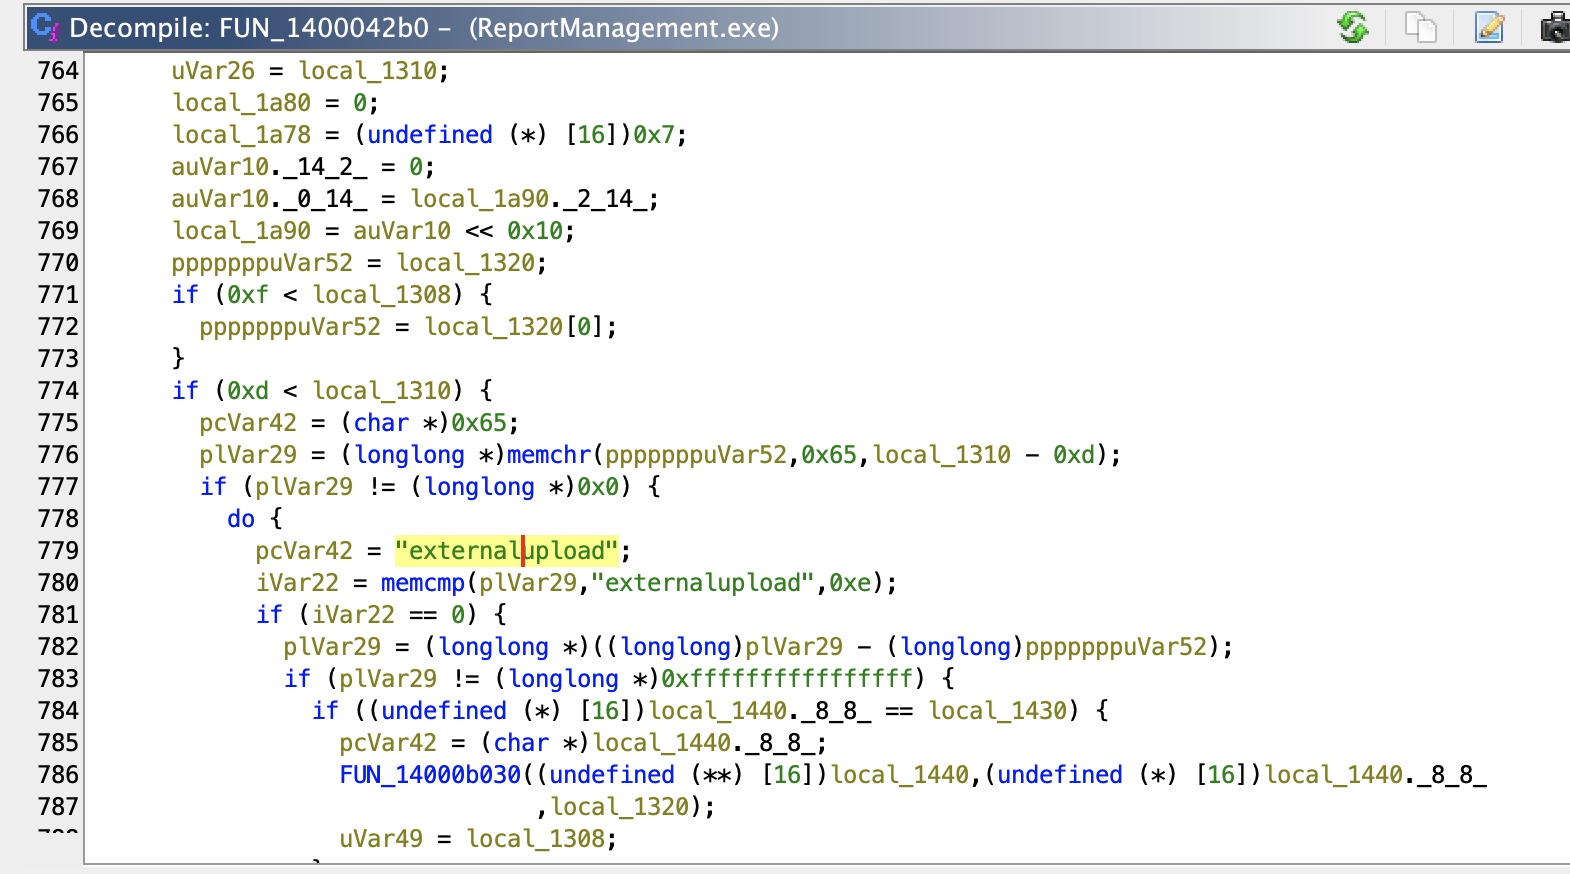 Decompile: FUN_1400042b0 – (ReportManagement.exe)
764 uVar26 = local_1310;
765 local_1a80 = 0;
766 local_1a78 = (undefined (*) [16])0x7;
767 auVar10._14_2_ = 0;
768 auVar10._0_14_ = local_1a90._2_14_;
769 local_1a90 = auVar10 << 0x10;
770 pppppppuVar52 = local_1320;
771 if (0xf < local_1308) {
772 pppppppuVar52 = local_1320[0];
773 }
774 if (0xd < local_1310) {
775 pcVar42 = (char *)0x65;
776 plVar29 = (longlong *)memchr(pppppppuVar52,0x65,local_1310 - 0xd);
777 if (plVar29 != (longlong *)0x0) {
778 do {
779 pcVar42 = "externalupload";
780 iVar22 = memcmp(plVar29,"externalupload",0xe);
781 if (iVar22 == 0) {
782 plVar29 = (longlong *)((longlong)plVar29 - (longlong)pppppppuVar52);
783 if (plVar29 != (longlong *)0xffffffffffffffff) {
784 if ((undefined (*) [16])local_1440._8_8_ == local_1430) {
785 pcVar42 = (char *)local_1440._8_8_;
786 FUN_14000b030((undefined (**) [16])local_1440,(undefined (*) [16])local_1440._8_8_
787 ,local_1320);
uVar49 = local_1308;